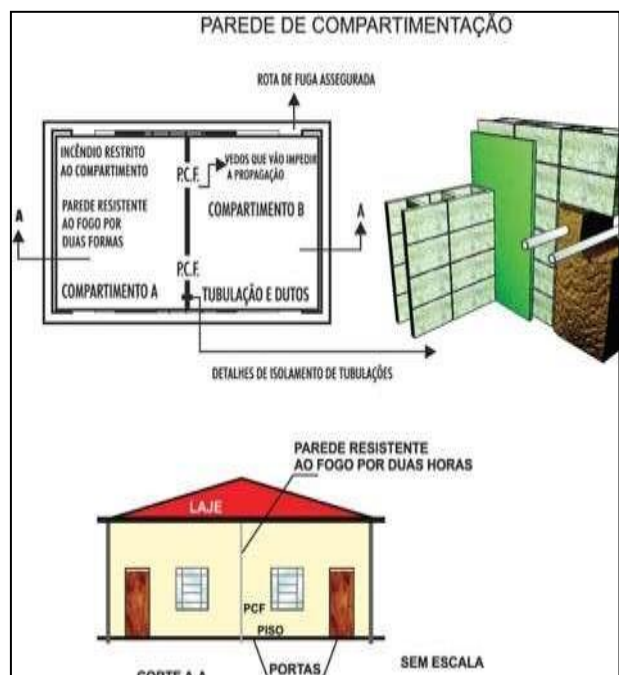 PAREDE DE COMPARTIMENTAÇÃO
ROTA DE FUGA ASSEGURADA
INCÊNDIO RESTRITO
AO COMPARTIMENTO
P.C.F.
VEDOS QUE VÃO IMPEDIR
A PROPAGAÇÃO
PAREDE RESISTENTE
AO FOGO POR
DUAS FORMAS
COMPARTIMENTO B
A
A
P.C.F.
COMPARTIMENTO A
TUBULAÇÃO E DUTOS
DETALHES DE ISOLAMENTO DE TUBULAÇÕES
PAREDE RESISTENTE
AO FOGO POR DUAS HORAS
LAJE
PCF
PISO
CORTE A-A
PORTAS
SEM ESCALA